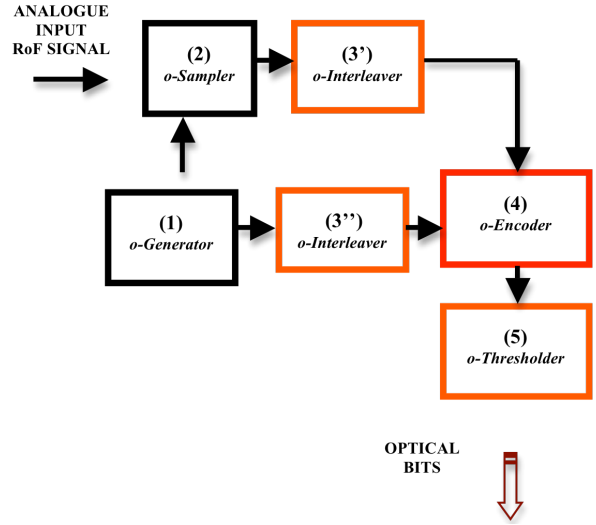 ANALOGUE
INPUT
RoF SIGNAL
(2)
o-Sampler
(3’)
o-Interleaver
(1)
o-Generator
(3’’)
o-Interleaver
(4)
o-Encoder
(5)
o-Thresholder
OPTICAL
BITS